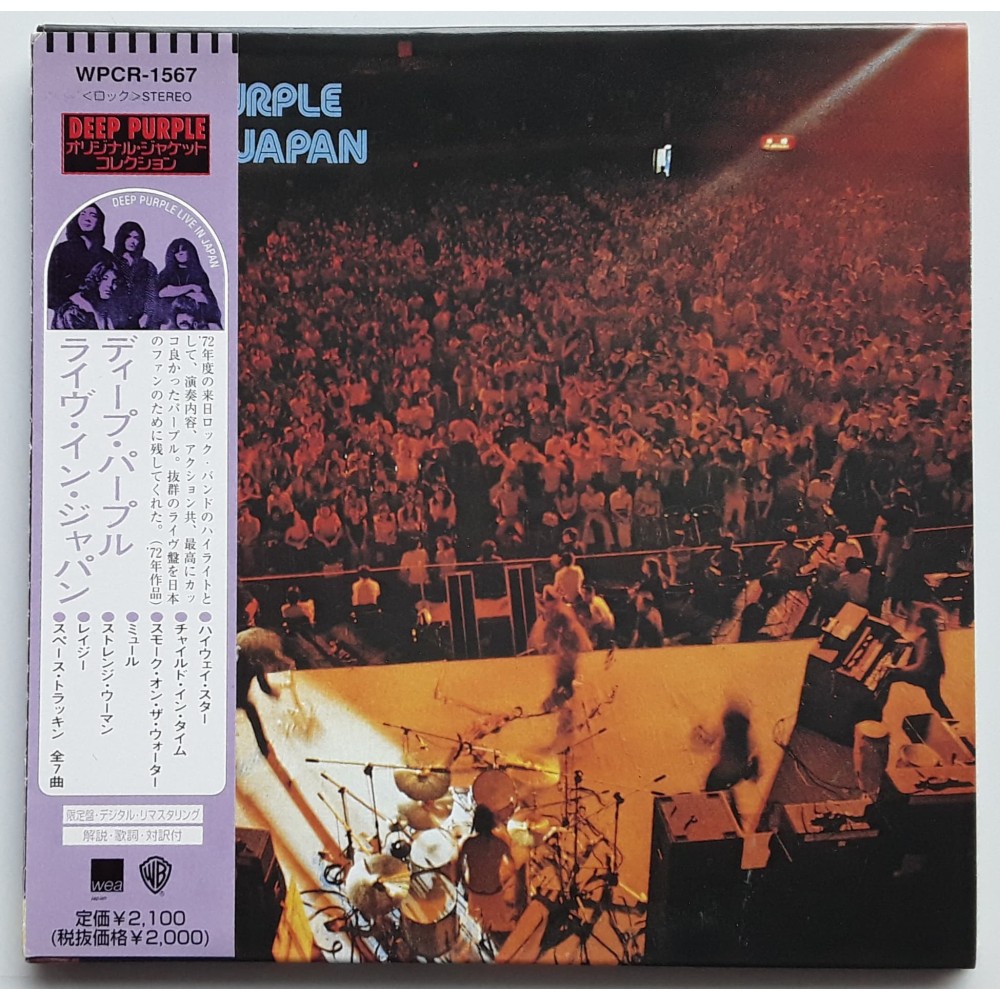 WPCR-1567
<ロック>STEREO
DEEP PURPLE
オリジナル・ジャケット
コレクション
DEEP PURPLE LIVE IN JAPAN
'72年度の来日ロック・バンドのハイライトと
して、演奏内容、アクション共、最高にカッ
コ良かったパープル。抜群のライヴ盤を日本
のファンのために残してくれた。('72年作品)
ディープ・パープル
ライヴ・イン・ジャパン
●ハイウェイ・スター
●チャイルド・イン・タイム
●スモーク・オン・ザ・ウォーター
●ミュール
●ストレンジ・ウーマン
●レイジー
●スペース・トラッキン 全7曲
限定盤・デジタル・リマスタリング
解説・歌詞・対訳付
wea
WB
定価¥2,100
(税抜価格¥2,000)
URPLE
JAPAN